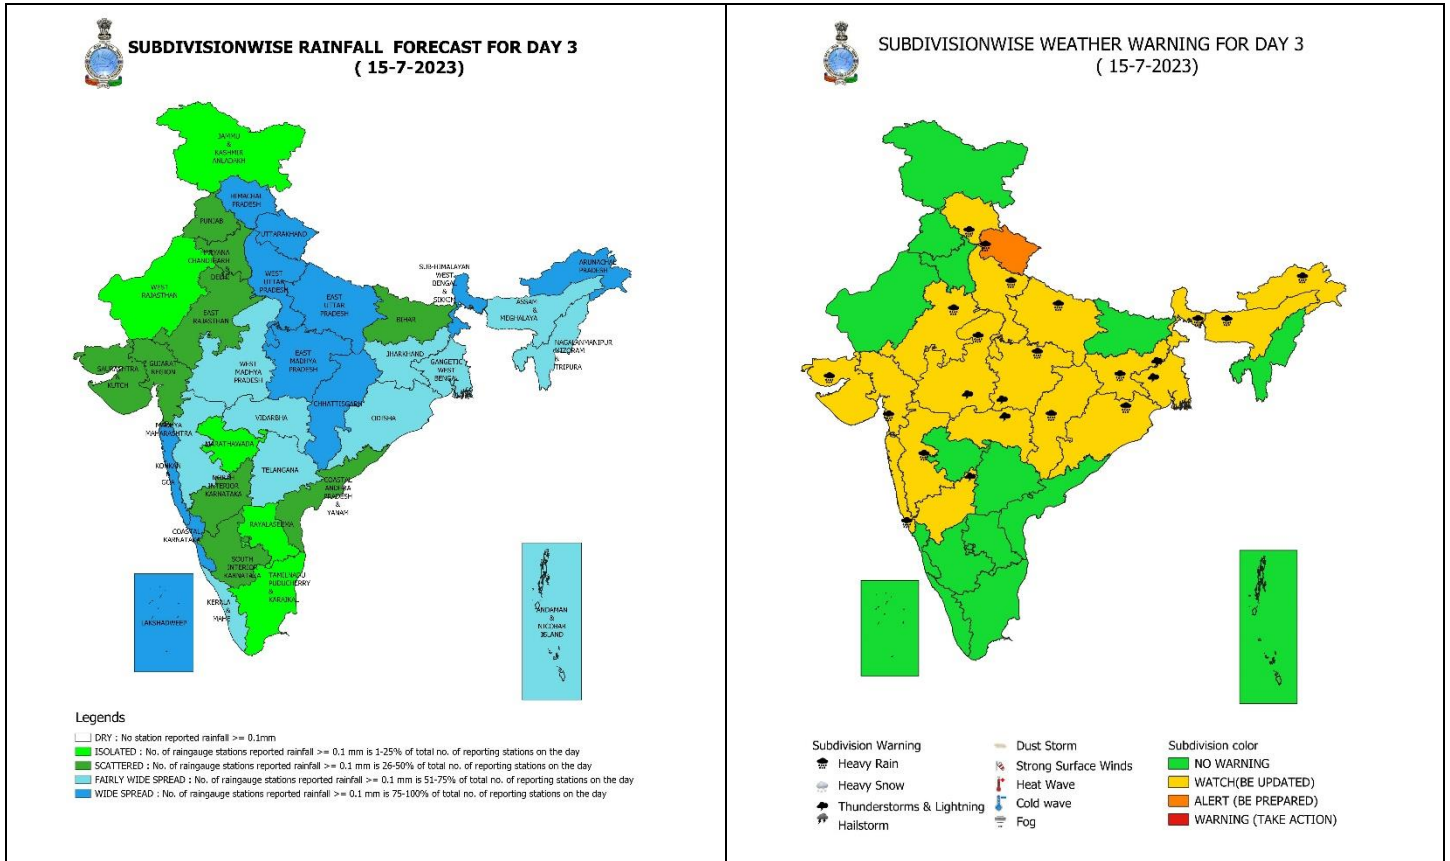 SUBDIVISIONWISE RAINFALL FORECAST FOR DAY 3
( 15-7-2023)
JAMMU
&
KASHMIR
ANLADAKH
HIMACHAL
PRADESH
PUNJAB
UTTARAKHAND
HARYANA
CHANDIGARH
DELHI
WEST
RAJASTHAN
WEST
UTTAR
PRADESH
EAST
UTTAR
PRADESH
SUB-HIMALAYAN
WEST
BENGAL
&
SIKKIM
ARUNACHAL
PRADESH
ASSAM
&
MEGHALAYA
EAST
RAJASTHAN
BIHAR
NAGALANMANIPUR
MIZORAM
&
TRIPURA
SAURASHTRA
&
KUTCH
GUJARAT
REGION
WEST
MADHYA
PRADESH
EAST
MADHYA
PRADESH
JHARKHAND
GANGETIC
WEST
BENGAL
CHHATTISGARH
ODISHA
VIDARBHA
MADHYA
MAHARASHTRA
MARATHAWADA
KONKAN
&
GOA
TELANGANA
NORTH
INTERIOR
KARNATAKA
COASTAL
ANDHRA
PRADESH
&
YANAM
RAYALASEEMA
COASTAL
KARNATAKA
SOUTH
INTERIOR
KARNATAKA
TAMILNADU
PUDUCHERRY
&
KARAIKAL
KERALA
&
MAHE
LAKSHADWEEP
ANDAMAN
&
NICOBAR
ISLAND
Legends
DRY : No station reported rainfall >= 0.1mm
ISOLATED : No. of raingauge stations reported rainfall >= 0.1 mm is 1-25% of total no. of reporting stations on the day
SCATTERED : No. of raingauge stations reported rainfall >= 0.1 mm is 26-50% of total no. of reporting stations on the day
FAIRLY WIDE SPREAD : No. of raingauge stations reported rainfall >= 0.1 mm is 51-75% of total no. of reporting stations on the day
WIDE SPREAD : No. of raingauge stations reported rainfall >= 0.1 mm is 75-100% of total no. of reporting stations on the day
SUBDIVISIONWISE WEATHER WARNING FOR DAY 3
( 15-7-2023)
Subdivision Warning
Heavy Rain
Heavy Snow
Thunderstorms & Lightning
Hailstorm
Dust Storm
Strong Surface Winds
Heat Wave
Cold wave
Fog
Subdivision color
NO WARNING
WATCH(BE UPDATED)
ALERT (BE PREPARED)
WARNING (TAKE ACTION)